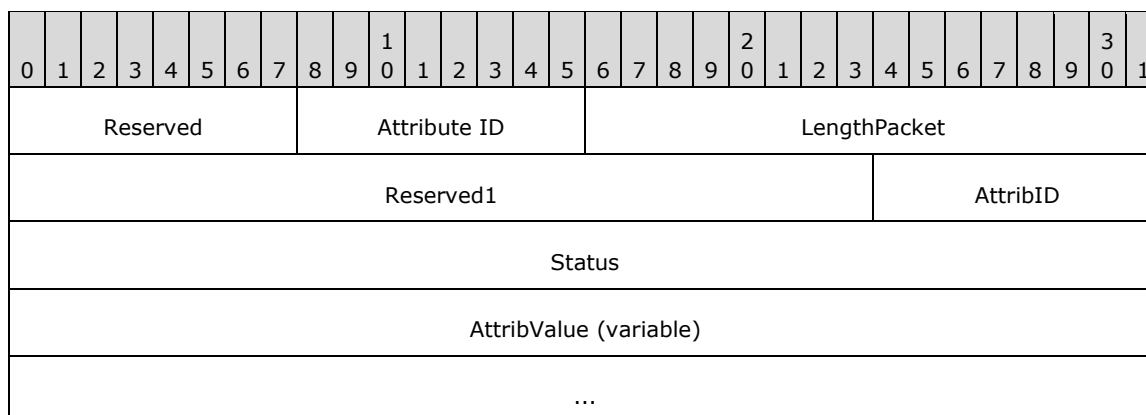 1 2 3
0 1 2 3 4 5 6 7 8 9 0 1 2 3 4 5 6 7 8 9 0 1 2 3 4 5 6 7 8 9 0 1
Reserved Attribute ID LengthPacket
Reserved1 AttribID
Status
AttribValue (variable)
...